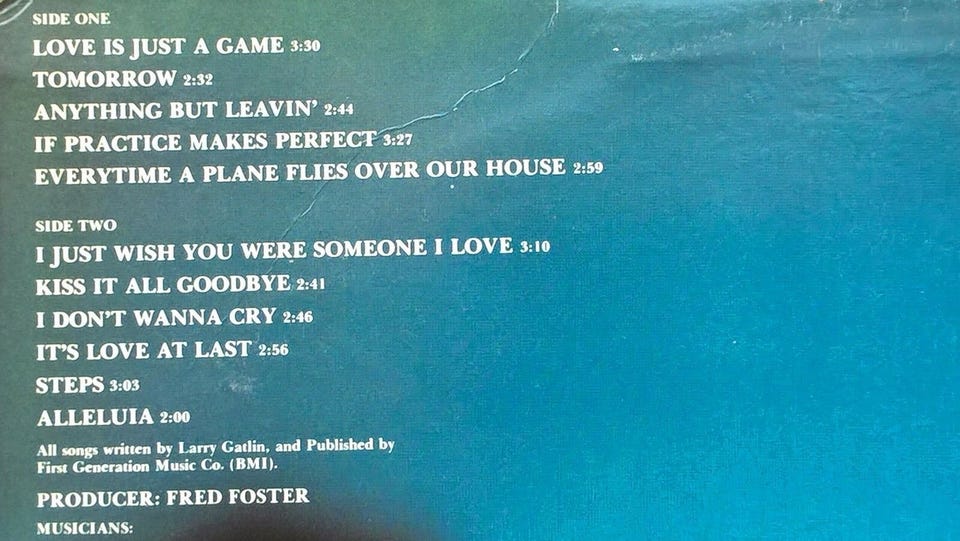 SIDE ONE
LOVE IS JUST A GAME 3:30
TOMORROW 2:32
ANYTHING BUT LEAVIN' 2:44
IF PRACTICE MAKES PERFECT 3:27
EVERYTIME A PLANE FLIES OVER OUR HOUSE 2:59
SIDE TWO
I JUST WISH YOU WERE SOMEONE I LOVE 3:10
KISS IT ALL GOODBYE 2:41
I DON'T WANNA CRY 2:46
IT'S LOVE AT LAST 2:56
STEPS 3:03
ALLELUIA 2:00
All songs written by Larry Gatlin, and Published by
First Generation Music Co. (BMI).
PRODUCER: FRED FOSTER
MUSICIANS: